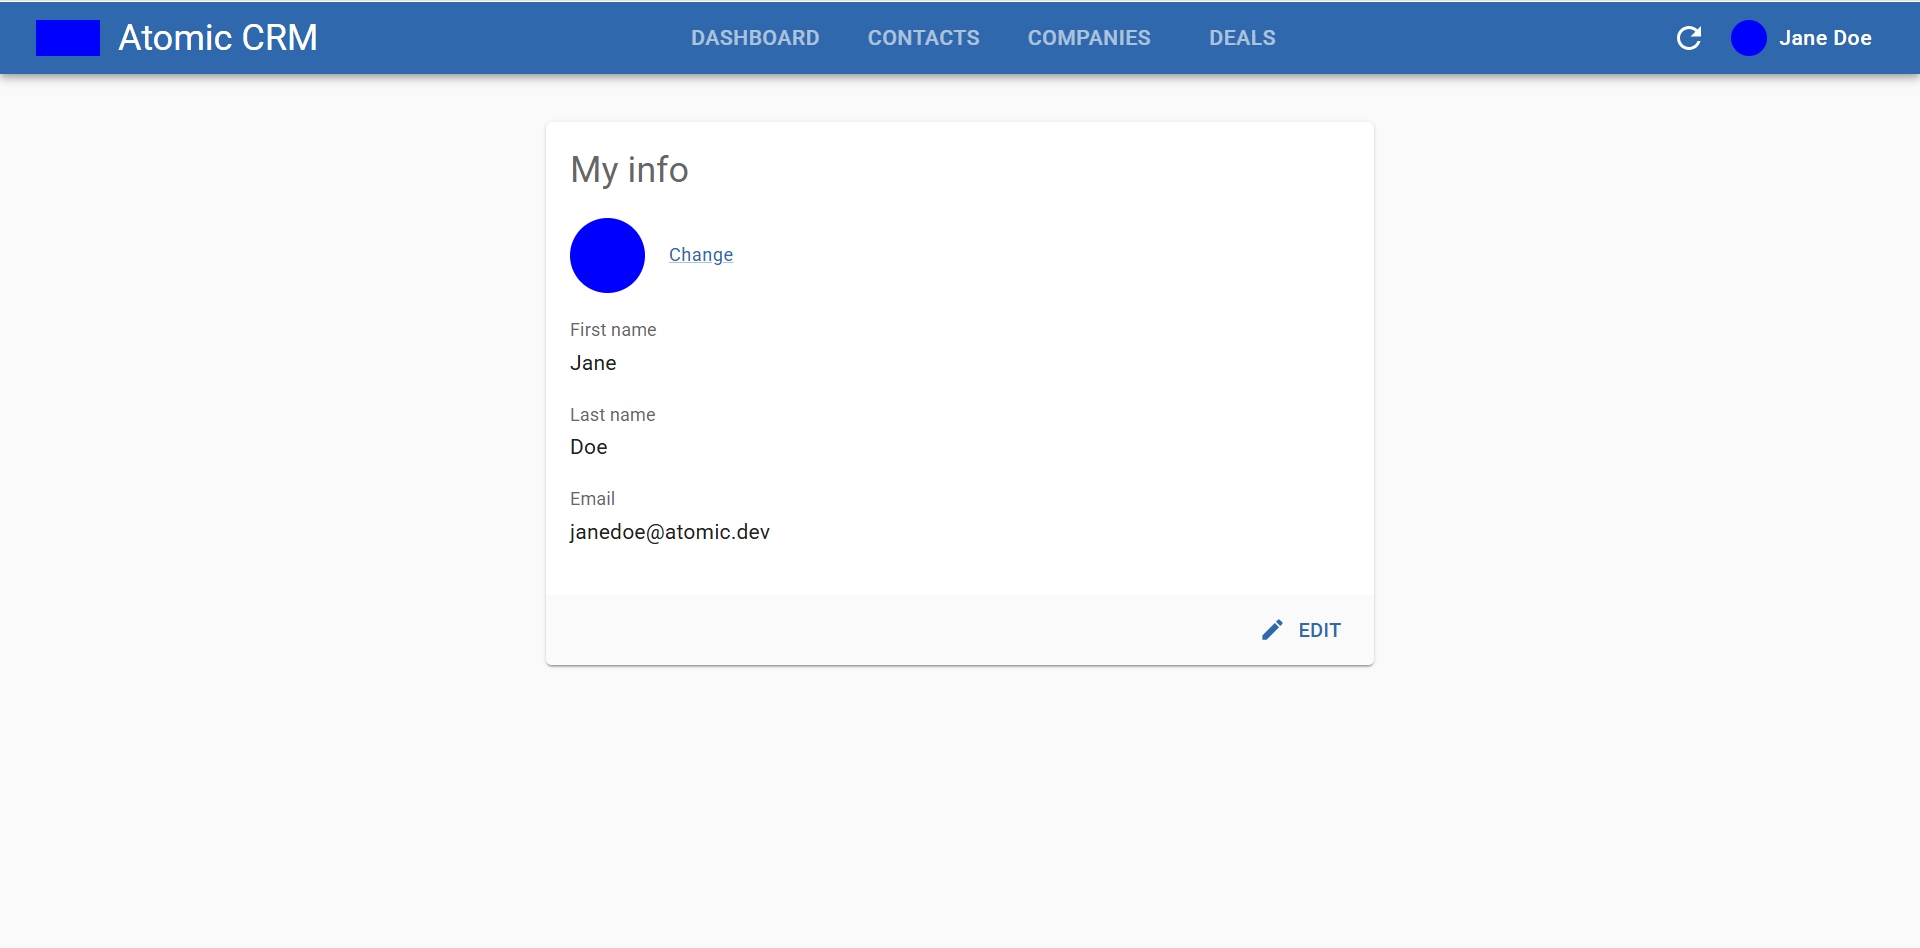 Atomic CRM
DASHBOARD CONTACTS COMPANIES DEALS
Jane Doe
My info
Change
First name
Jane
Last name
Doe
Email
janedoe@atomic.dev
EDIT